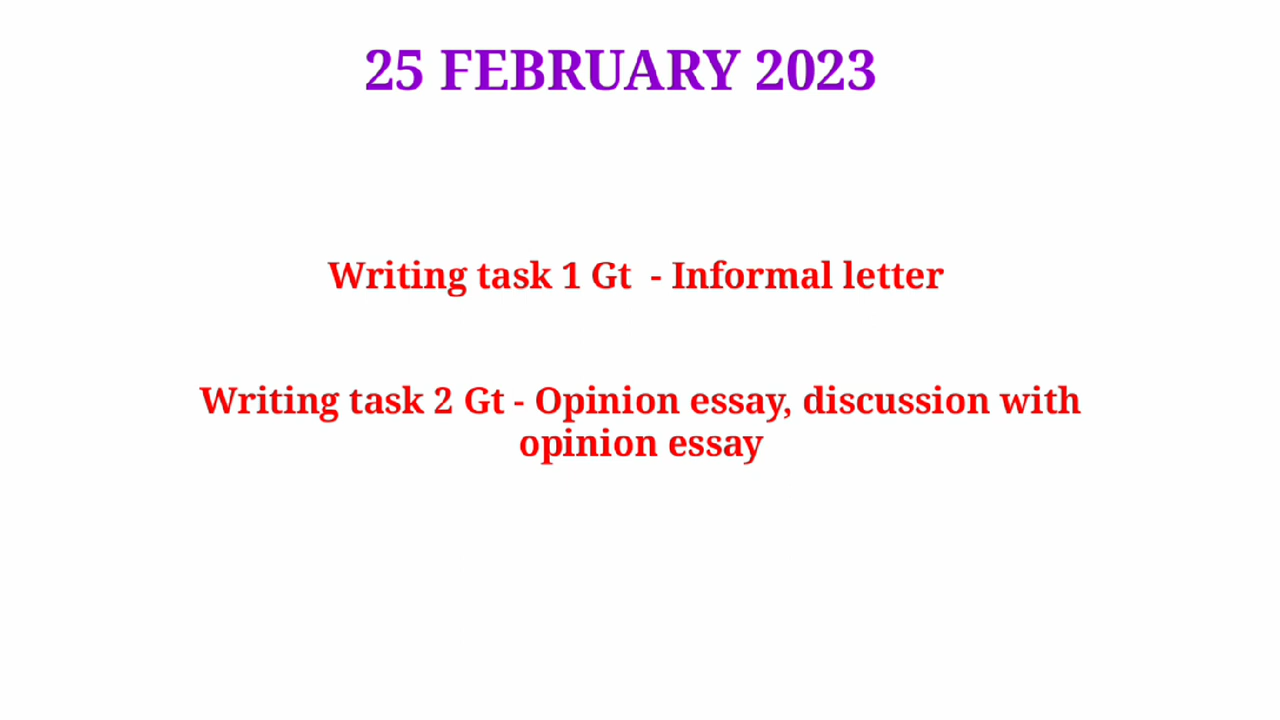 25 FEBRUARY 2023
Writing task 1 Gt  - Informal letter
Writing task 2 Gt - Opinion essay, discussion with
opinion essay